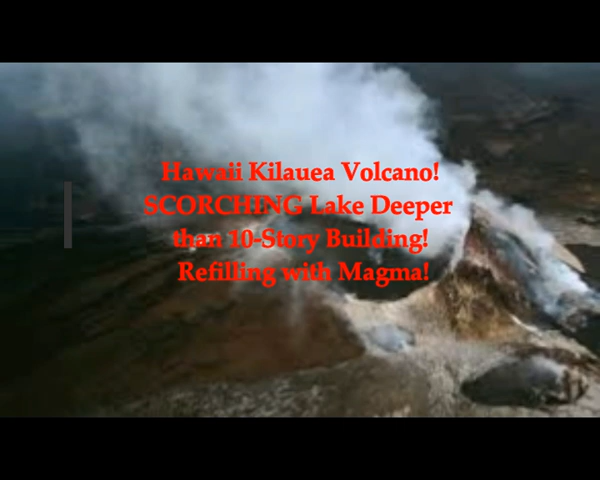 Hawaii Kilauea Volcano!
SCORCHING Lake Deeper
than 10-Story Building!
Refilling with Magma!